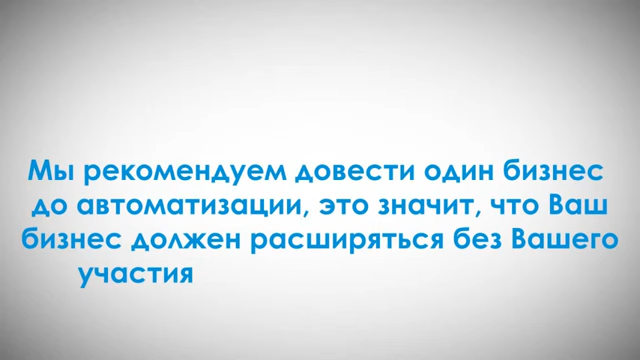 Мы рекомендуем довести один бизнес
до автоматизации, это значит, что Ваш
бизнес должен расширяться без Вашего
участия